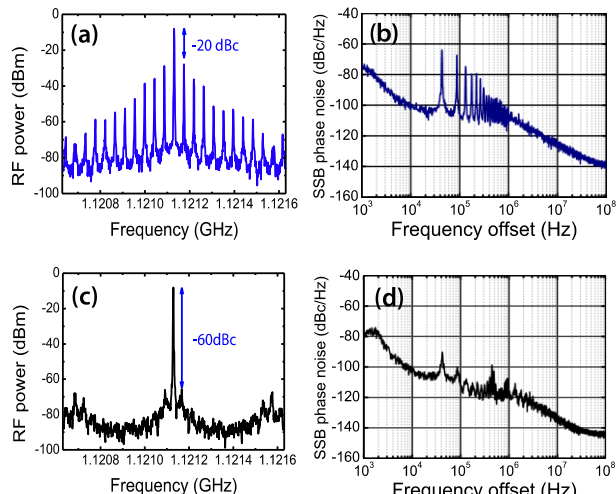 (a)
-20 dBc
RF power (dBm)
0
-20
-40
-60
-80
-100
1.1208
1.1210
1.1212
1.1214
1.1216
Frequency (GHz)
(b)
SSB phase noise (dBc/Hz)
-40
-60
-80
-100
-120
-140
-160
10^3 10^4 10^5 10^6 10^7 10^8
Frequency offset (Hz)
(c)
-60dBc
RF power (dBm)
0
-20
-40
-60
-80
-100
1.1208
1.1210
1.1212
1.1214
1.1216
Frequency (GHz)
(d)
SSB phase noise (dBc/Hz)
-40
-60
-80
-100
-120
-140
-160
10^3 10^4 10^5 10^6 10^7 10^8
Frequency offset (Hz)